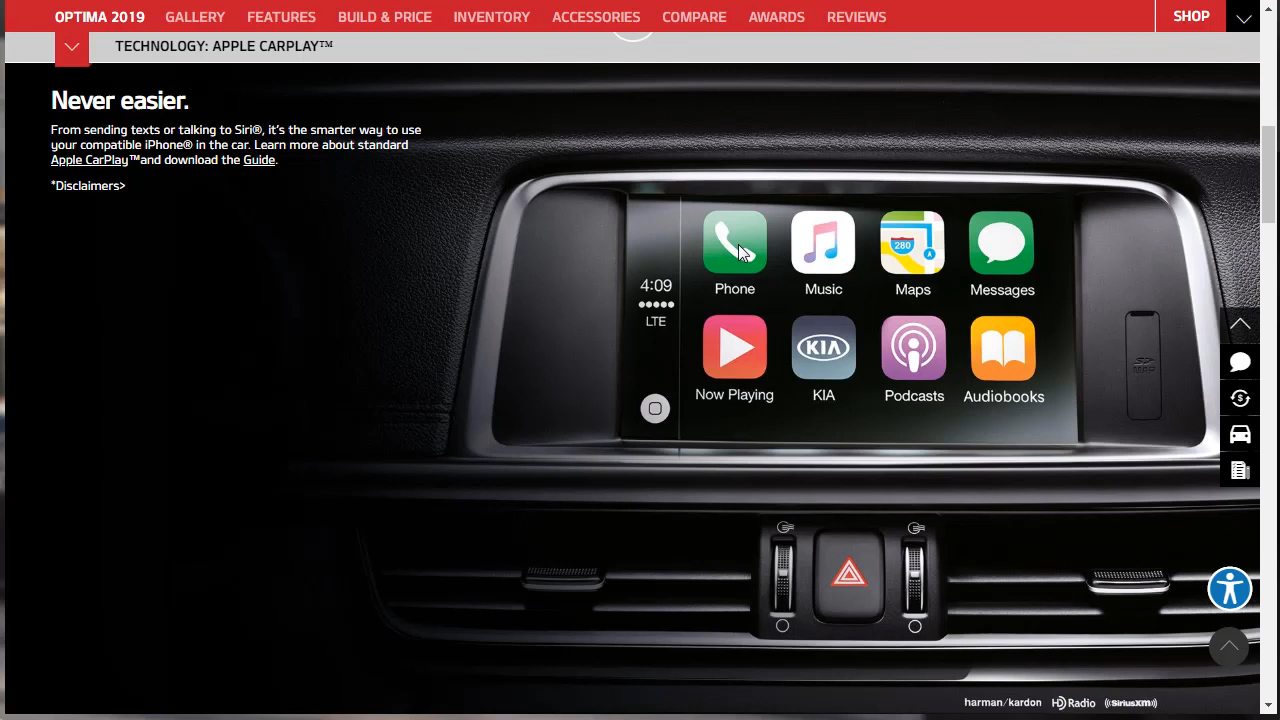 OPTIMA 2019 GALLERY FEATURES BUILD & PRICE INVENTORY ACCESSORIES COMPARE AWARDS REVIEWS SHOP
TECHNOLOGY: APPLE CARPLAY™
Never easier.
From sending texts or talking to Siri®, it's the smarter way to use
your compatible iPhone® in the car. Learn more about standard
Apple CarPlay™and download the Guide.
*Disclaimers>
280
4:09
LTE
Phone Music Maps Messages
KIA
Now Playing KIA Podcasts Audiobooks
harman/kardon HD Radio ((SiriusXM))